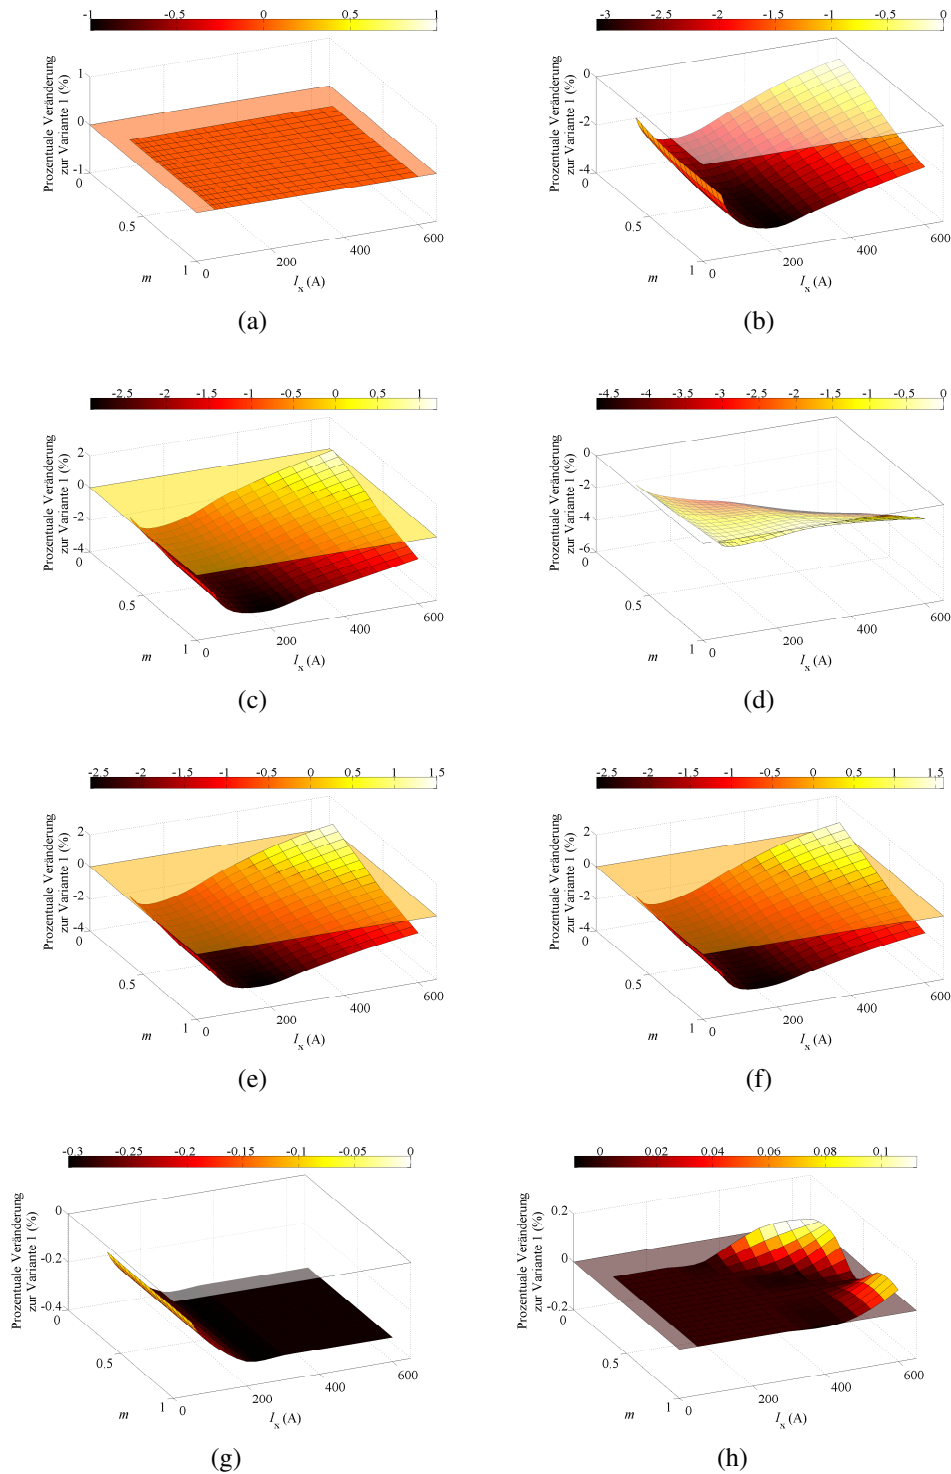 -1 -0.5 0 0.5 1
Prozentuale Veränderung
zur Variante 1 (%)
1
0
-1
0
0.5
1
m
0
200
400
600
I x (A)
(a)
-3 -2.5 -2 -1.5 -1 -0.5 0
Prozentuale Veränderung
zur Variante 1 (%)
0
-2
-4
0
0.5
1
m
0
200
400
600
I x (A)
(b)
-2.5 -2 -1.5 -1 -0.5 0 0.5 1
Prozentuale Veränderung
zur Variante 1 (%)
2
0
-2
-4
0
0.5
1
m
0
200
400
600
I x (A)
(c)
-4.5 -4 -3.5 -3 -2.5 -2 -1.5 -1 -0.5 0
Prozentuale Veränderung
zur Variante 1 (%)
0
-2
-4
-6
0
0.5
1
m
0
200
400
600
I x (A)
(d)
-2.5 -2 -1.5 -1 -0.5 0 0.5 1 1.5
Prozentuale Veränderung
zur Variante 1 (%)
2
0
-2
-4
0
0.5
1
m
0
200
400
600
I x (A)
(e)
-2.5 -2 -1.5 -1 -0.5 0 0.5 1 1.5
Prozentuale Veränderung
zur Variante 1 (%)
2
0
-2
-4
0
0.5
1
m
0
200
400
600
I x (A)
(f)
-0.3 -0.25 -0.2 -0.15 -0.1 -0.05 0
Prozentuale Veränderung
zur Variante 1 (%)
0
-0.2
-0.4
0
0.5
1
m
0
200
400
600
I x (A)
(g)
0 0.02 0.04 0.06 0.08 0.1
Prozentuale Veränderung
zur Variante 1 (%)
0.2
0
-0.2
0
0.5
1
m
0
200
400
600
I x (A)
(h)